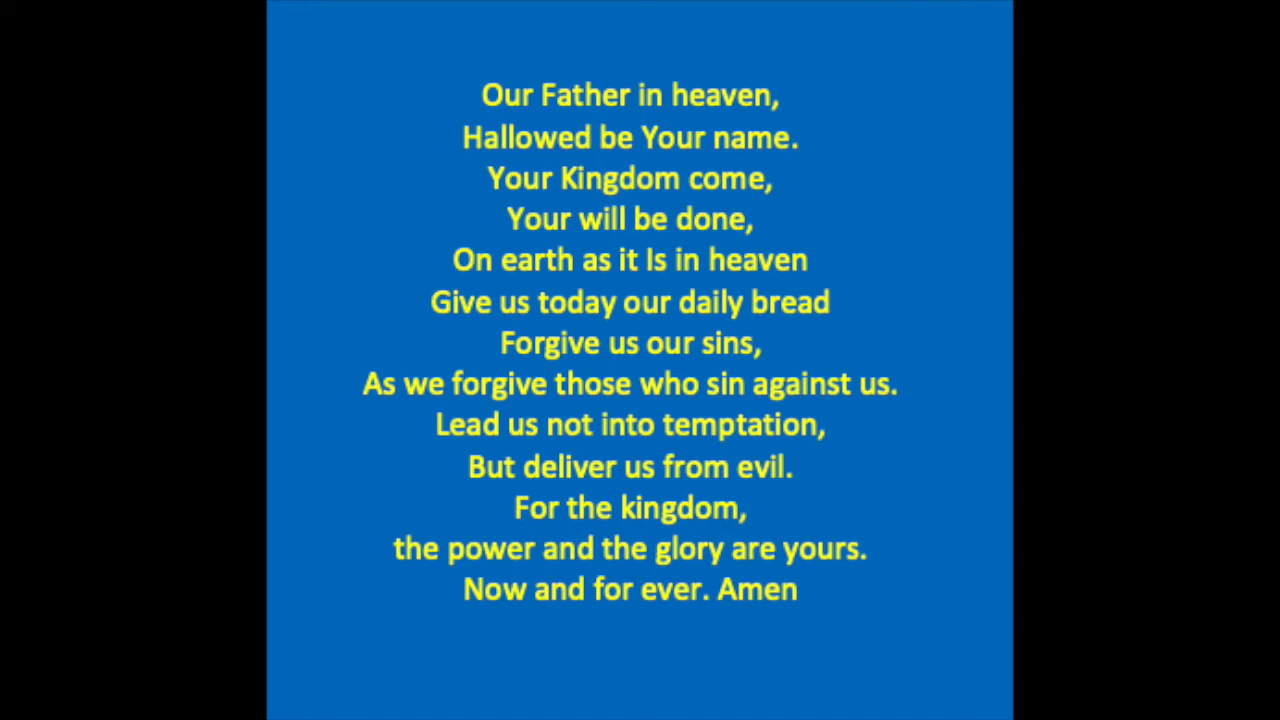 Our Father in heaven,
Hallowed be Your name.
Your Kingdom come,
Your will be done,
On earth as it Is in heaven
Give us today our daily bread
Forgive us our sins,
As we forgive those who sin against us.
Lead us not into temptation,
But deliver us from evil.
For the kingdom,
the power and the glory are yours.
Now and for ever. Amen